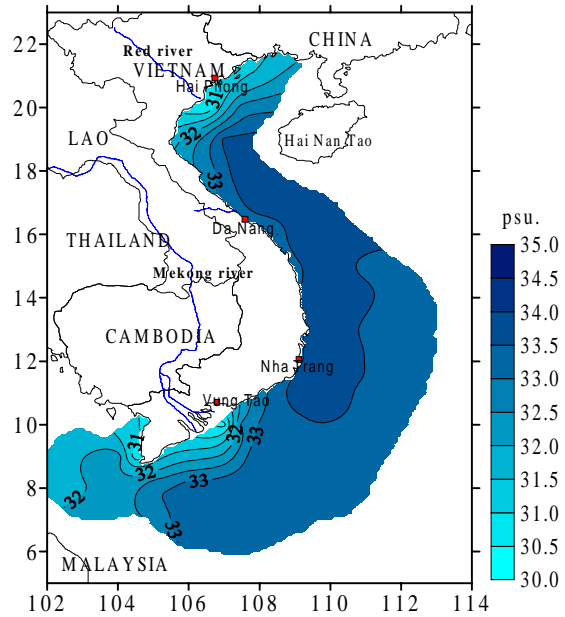 CHINA
Red river
VIETNAM
Hai Phong
31
32
LAO
Hai Nan Tao
33
psu.
Da Nang.
THAILAND
Mekong river
CAMBODIA
Nha Trang
Vung Tao
31
32
33
32
33
32
33
MALAYSIA
22
20
18
16
14
12
10
8
6
102 104 106 108 110 112 114
35.0
34.5
34.0
33.5
33.0
32.5
32.0
31.5
31.0
30.5
30.0